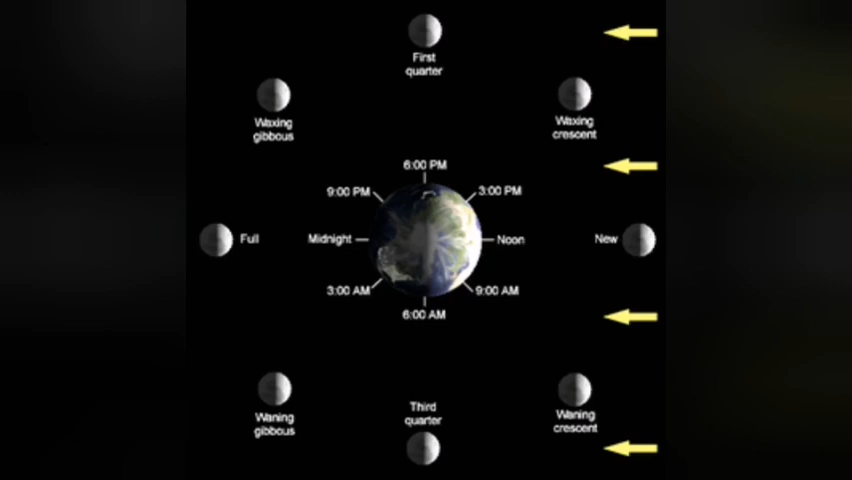 First
quarter
Waxing
gibbous
Waxing
crescent
6:00 PM
9:00 PM
3:00 PM
Full
Midnight
Noon
New
3:00 AM
9:00 AM
6:00 AM
Waning
gibbous
Third
quarter
Waning
crescent